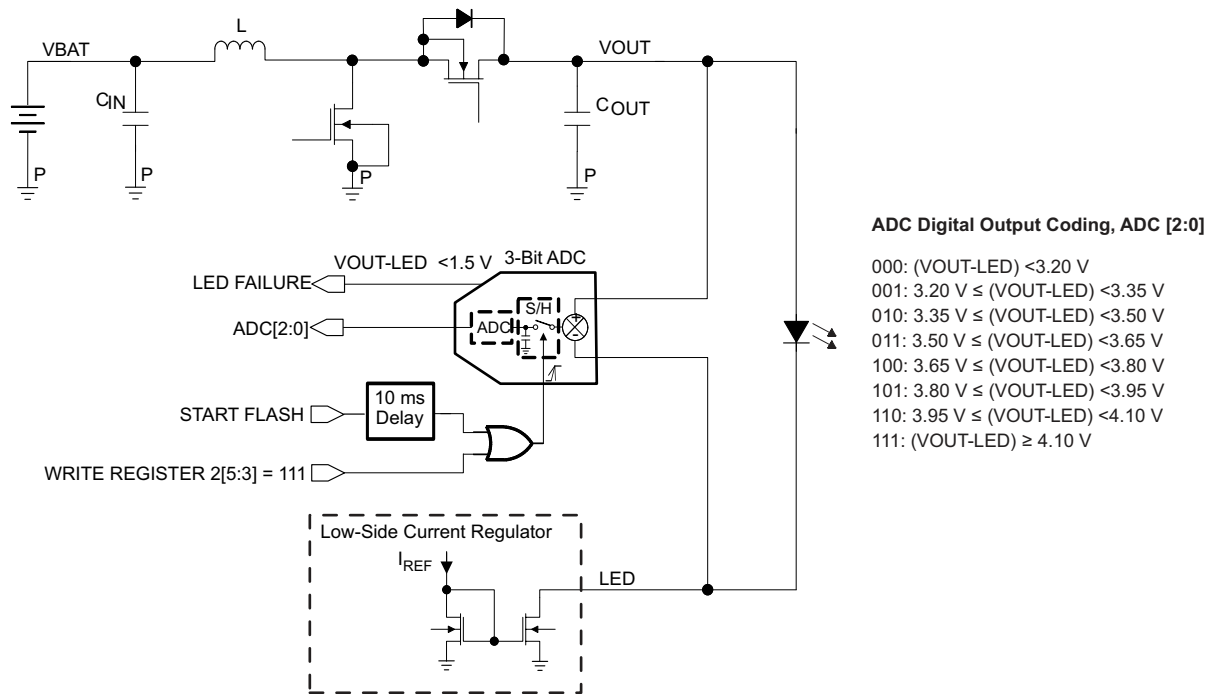 L
VBAT
VOUT
CIN
COUT
P
P
P
P
ADC Digital Output Coding, ADC [2:0]
000: (VOUT-LED) <3.20 V
001: 3.20 V ≤ (VOUT-LED) <3.35 V
010: 3.35 V ≤ (VOUT-LED) <3.50 V
011: 3.50 V ≤ (VOUT-LED) <3.65 V
100: 3.65 V ≤ (VOUT-LED) <3.80 V
101: 3.80 V ≤ (VOUT-LED) <3.95 V
110: 3.95 V ≤ (VOUT-LED) <4.10 V
111: (VOUT-LED) ≥ 4.10 V
VOUT-LED <1.5 V
3-Bit ADC
LED FAILURE
S/H
ADC[2:0]
ADC
+
-
10 ms
Delay
START FLASH
WRITE REGISTER 2[5:3] = 111
Low-Side Current Regulator
IREF
LED